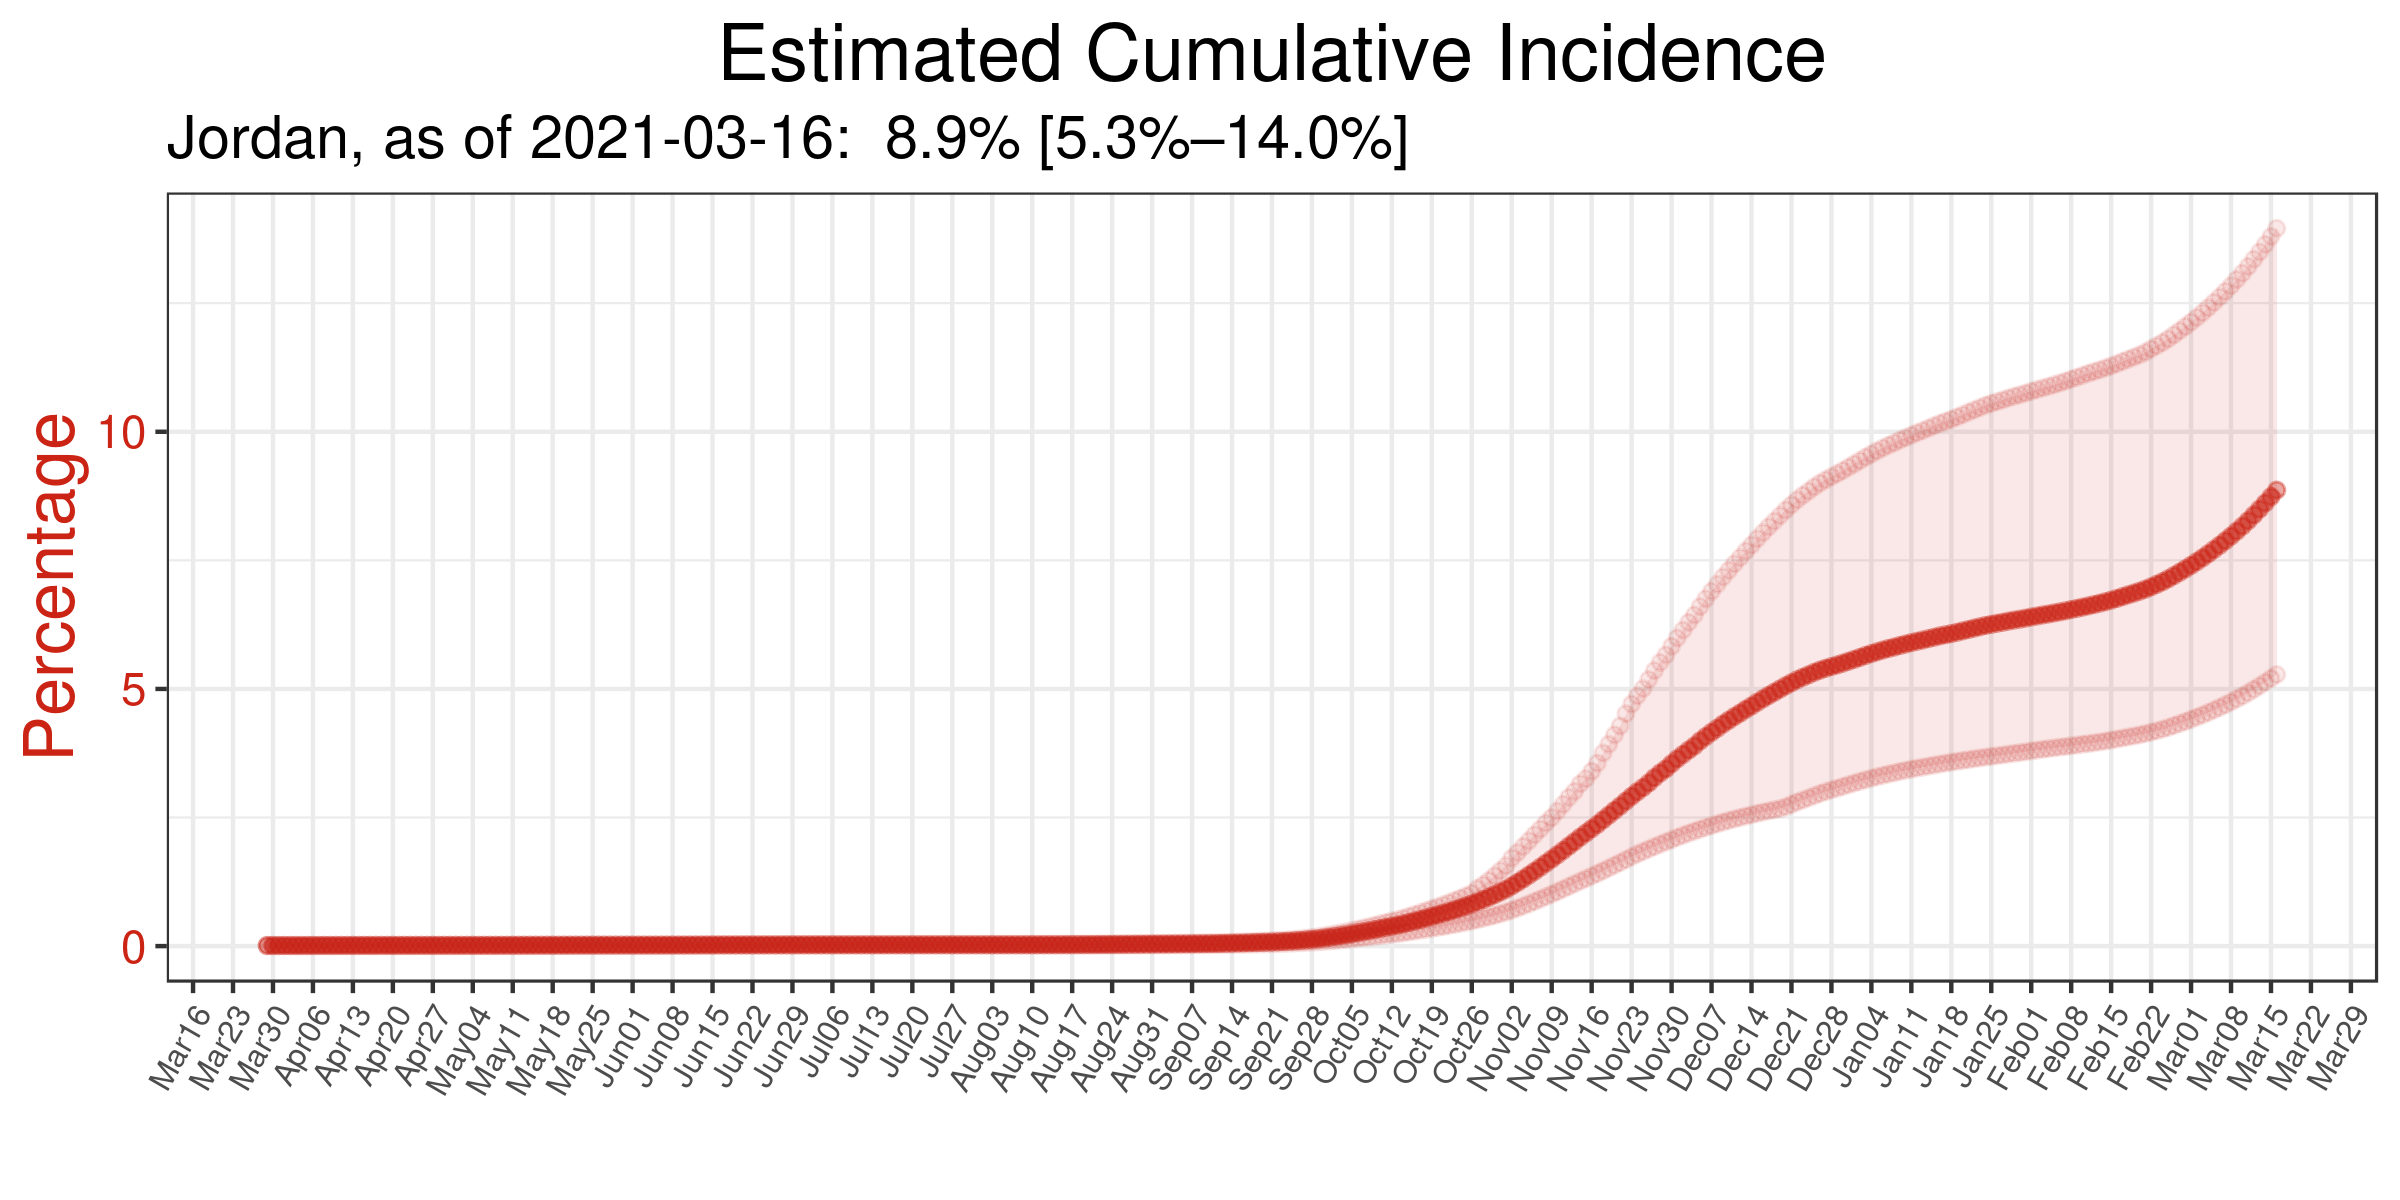 Estimated Cumulative Incidence
Jordan, as of 2021-03-16:  8.9% [5.3%–14.0%]
Percentage
10
5
0
Mar16
Mar23
Mar30
Apr06
Apr13
Apr20
Apr27
May04
May11
May18
May25
Jun01
Jun08
Jun15
Jun22
Jun29
Jul06
Jul13
Jul20
Jul27
Aug03
Aug10
Aug17
Aug24
Aug31
Sep07
Sep14
Sep21
Sep28
Oct05
Oct12
Oct19
Oct26
Nov02
Nov09
Nov16
Nov23
Nov30
Dec07
Dec14
Dec21
Dec28
Jan04
Jan11
Jan18
Jan25
Feb01
Feb08
Feb15
Feb22
Mar01
Mar08
Mar15
Mar22
Mar29